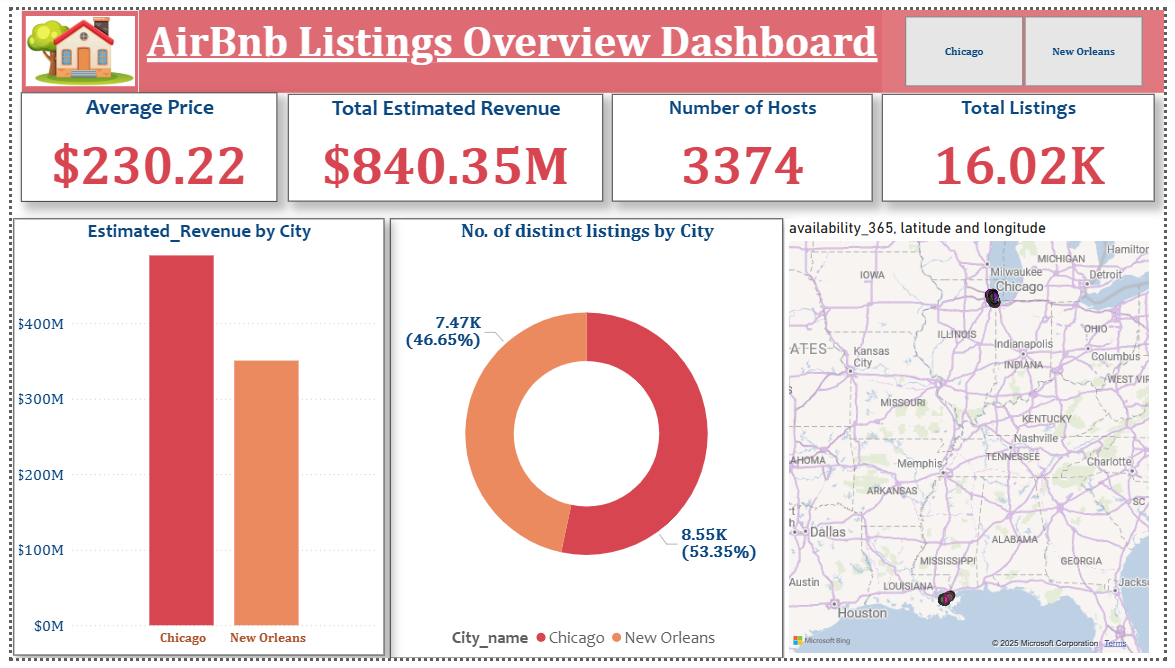 AirBnb Listings Overview Dashboard
Chicago
New Orleans
Average Price
$230.22
Total Estimated Revenue
$840.35M
Number of Hosts
3374
Total Listings
16.02K
Estimated_Revenue by City
$400M
$300M
$200M
$100M
$0M
Chicago
New Orleans
No. of distinct listings by City
7.47K
(46.65%)
8.55K
(53.35%)
City_name Chicago New Orleans
availability_365, latitude and longitude
Hamilton
MICHIGAN
IOWA
Milwaukee
Detroit
Chicago
OHIO
ILLINOIS
Indianapolis
ATES
Kansas
City
Columbus
INDIANA
WEST VIR
MISSOURI
KENTUCKY
Nashville
AHOMA
Memphis
TENNESSEE
Charlotte
ARKANSAS
SC
Dallas
ALABAMA
MISSISSIPPI
GEORGIA
Austin
LOUISIANA
Jackso
Houston
Microsoft Bing
© 2025 Microsoft Corporation Terms